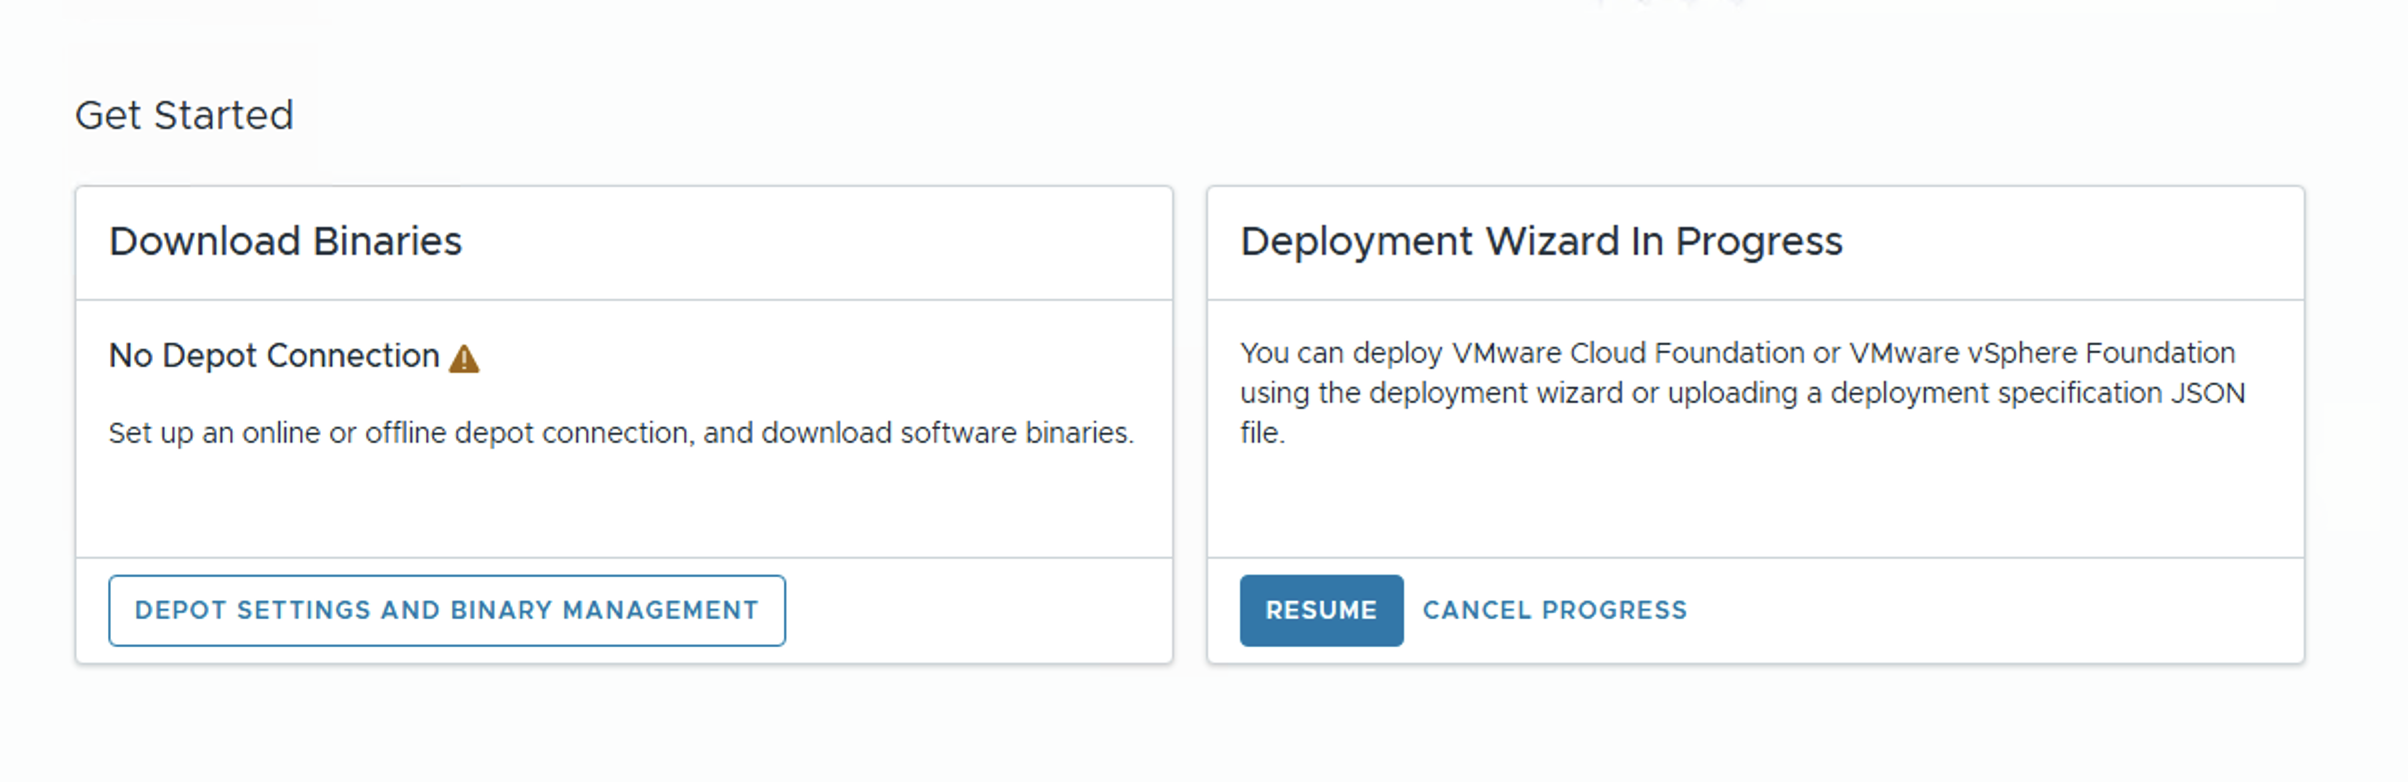 Get Started
Download Binaries
No Depot Connection
Set up an online or offline depot connection, and download software binaries.
DEPOT SETTINGS AND BINARY MANAGEMENT
Deployment Wizard In Progress
You can deploy VMware Cloud Foundation or VMware vSphere Foundation
using the deployment wizard or uploading a deployment specification JSON
file.
RESUME
CANCEL PROGRESS